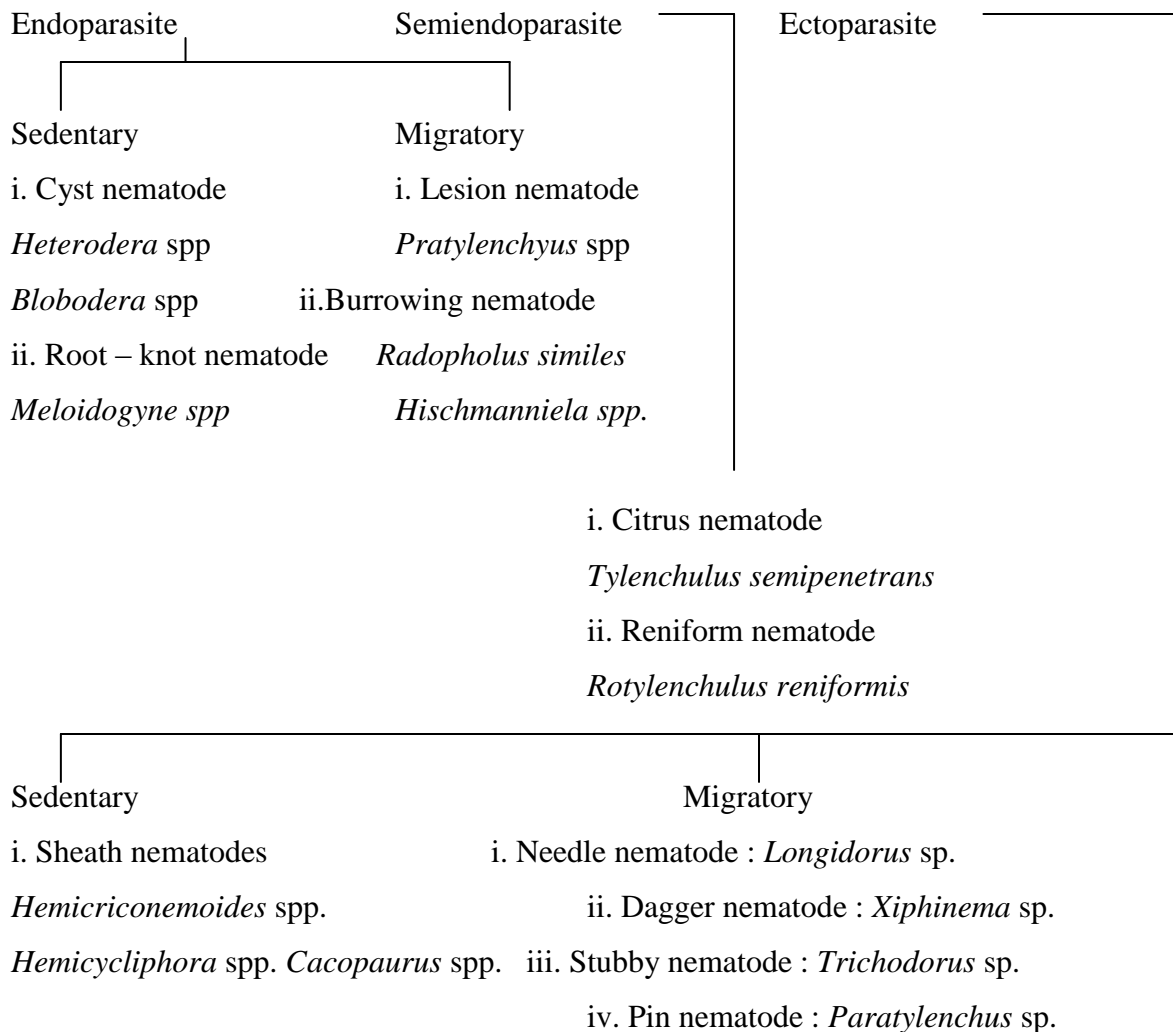 Endoparasite Semiendoparasite Ectoparasite
Sedentary Migratory
i. Cyst nematode i. Lesion nematode
Heterodera spp Pratylenchyus spp
Blobodera spp ii.Burrowing nematode
ii. Root – knot nematode Radopholus similes
Meloidogyne spp Hischmanniela spp.
i. Citrus nematode
Tylenchulus semipenetrans
ii. Reniform nematode
Rotylenchulus reniformis
Sedentary Migratory
i. Sheath nematodes i. Needle nematode : Longidorus sp.
Hemicriconemoides spp. ii. Dagger nematode : Xiphinema sp.
Hemicycliphora spp. Cacopaurus spp. iii. Stubby nematode : Trichodorus sp.
iv. Pin nematode : Paratylenchus sp.